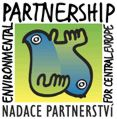 PARTNERSHIP
ENVIRONMENTAL
FOR CENTRAL EUROPE
NADACE PARTNERSTVÍ